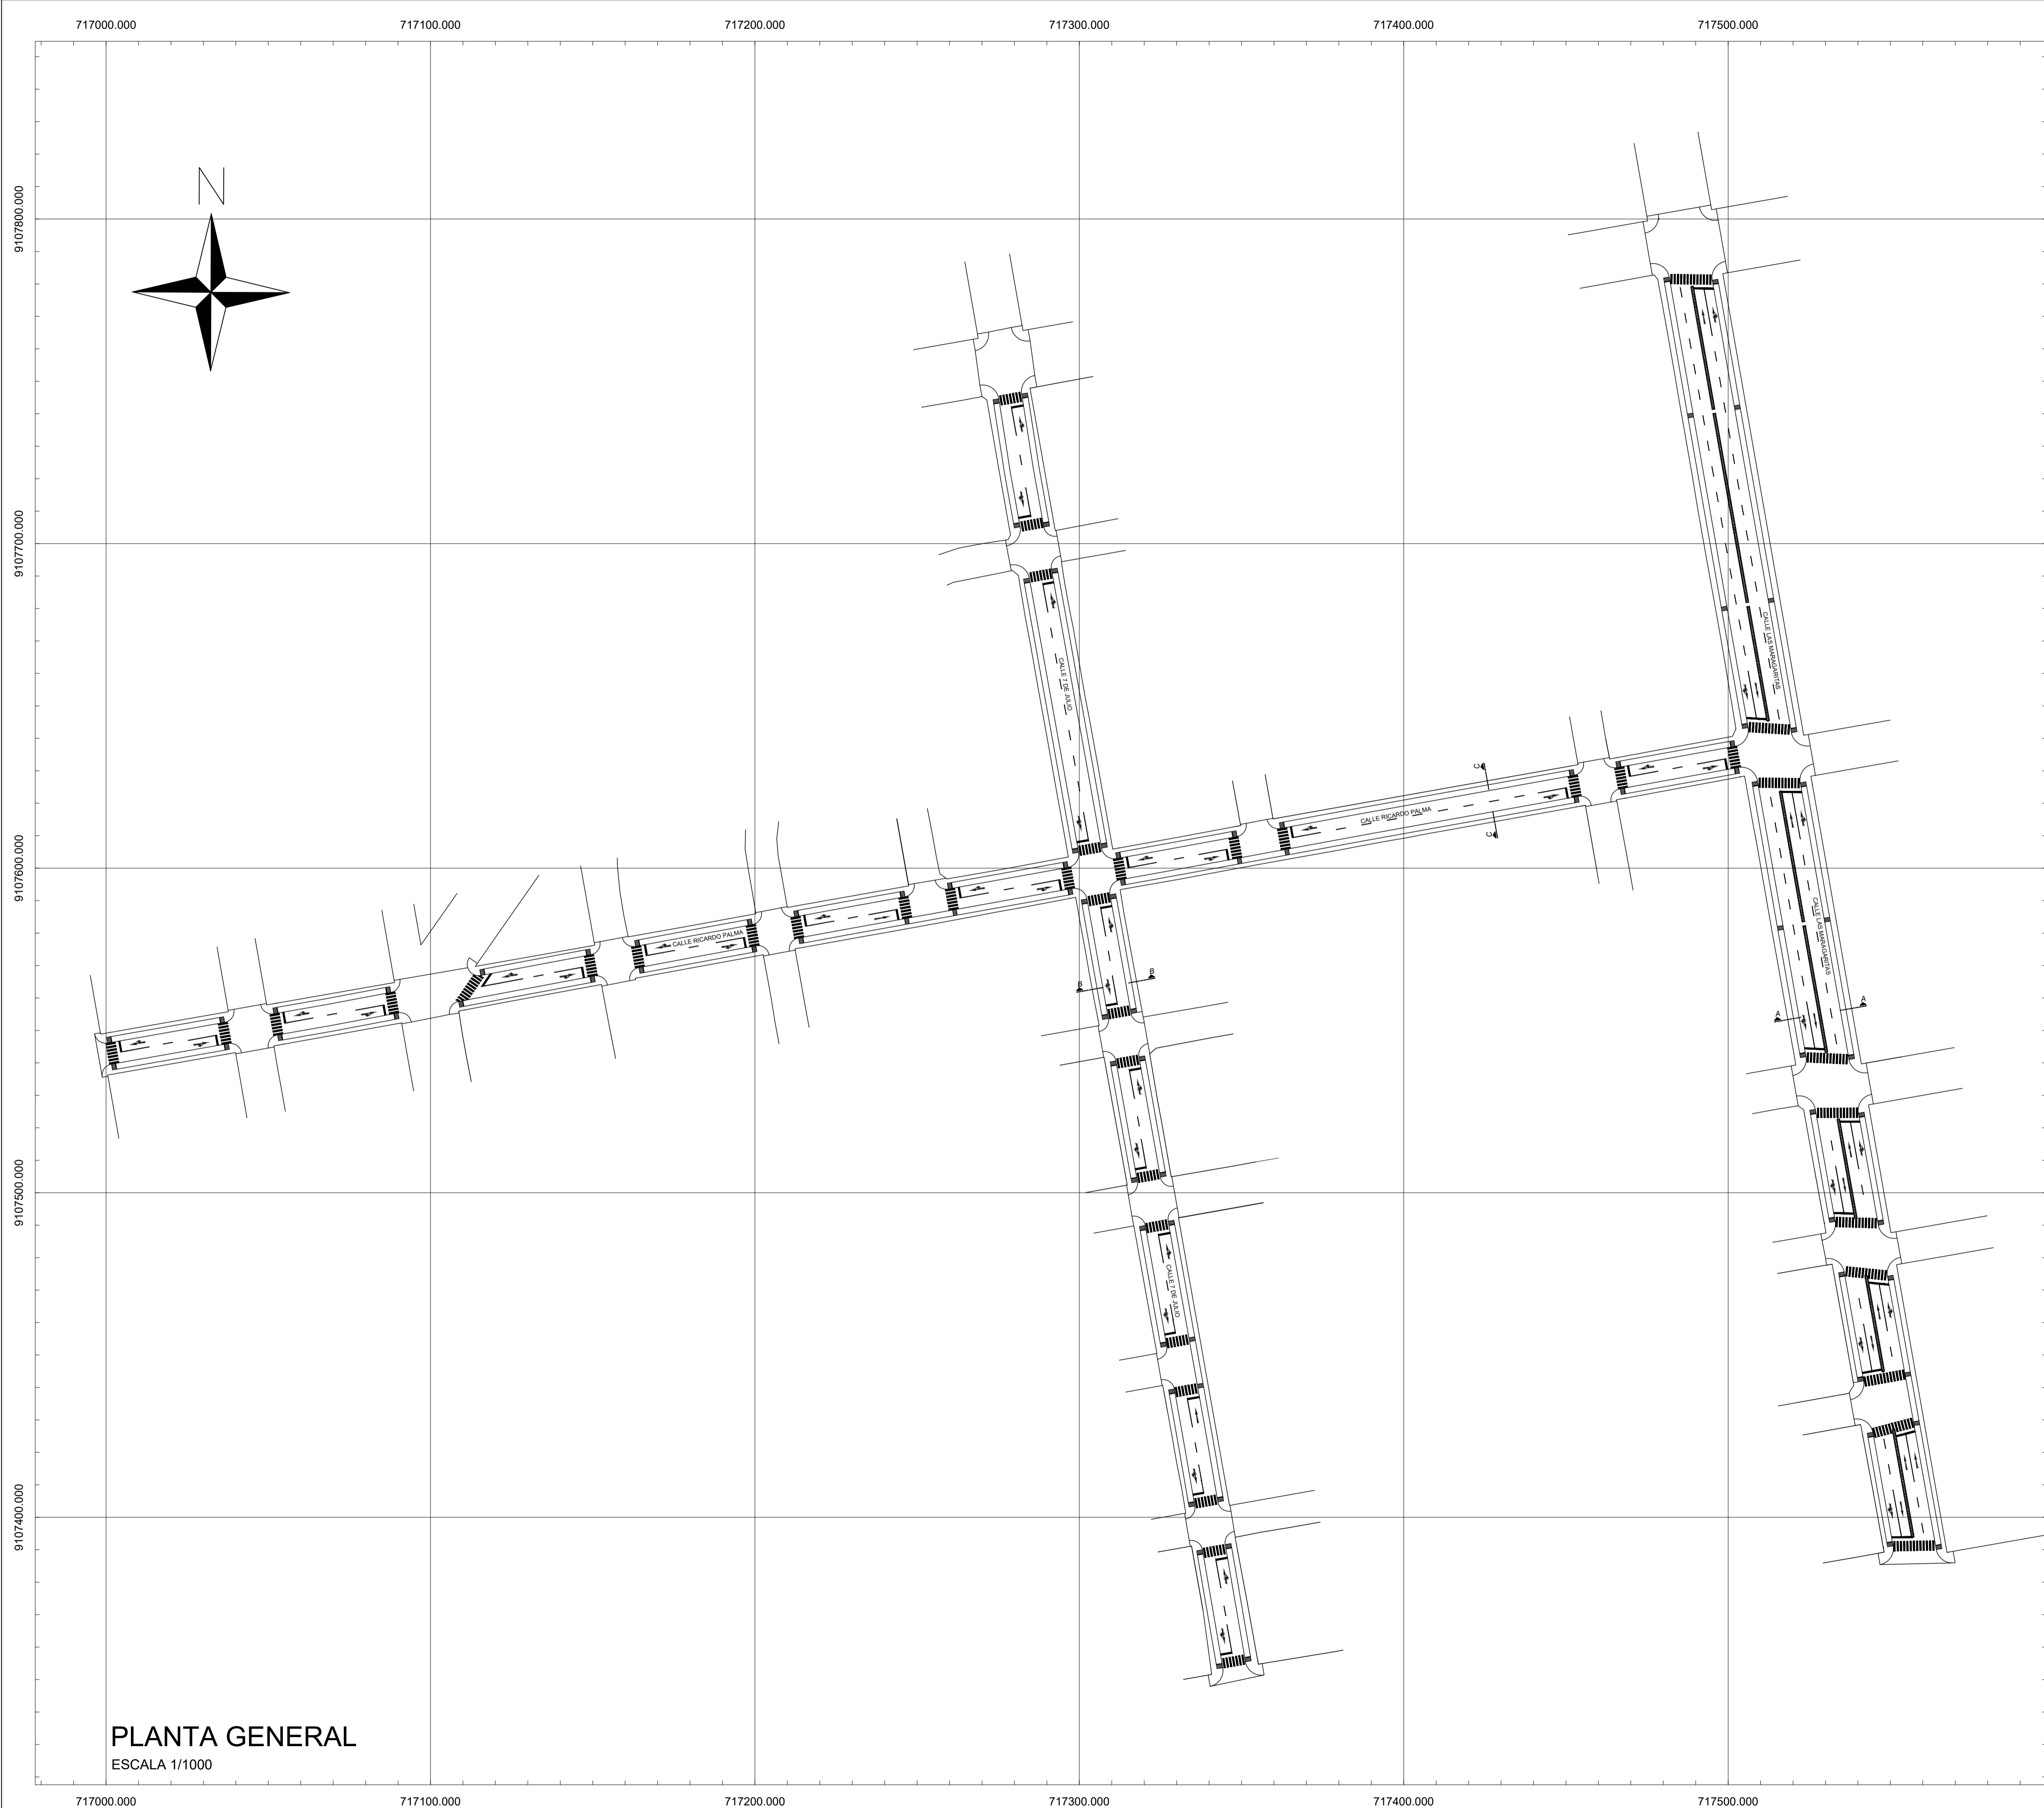 717000.000
717100.000
717200.000
717300.000
717400.000
717500.000
N
9107800.000
9107700.000
CALLE LAS MARAGARITAS
CALLE 7 DE JULIO
C
CALLE RICARDO PALMA
C
9107600.000
CALLE LAS MARAGARITAS
CALLE RICARDO PALMA
B
B
A
A
9107500.000
CALLE 7 DE JULIO
9107400.000
PLANTA GENERAL
ESCALA 1/1000
717000.000
717100.000
717200.000
717300.000
717400.000
717500.000